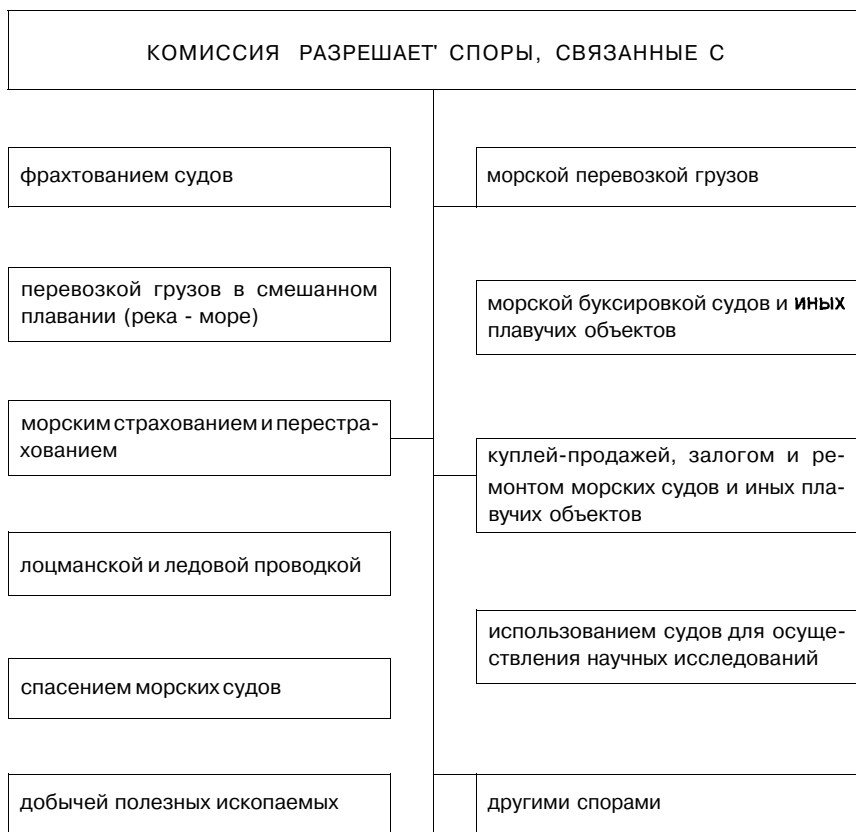 КОМИССИЯ РАЗРЕШАЕТ' СПОРЫ, СВЯЗАННЫЕ С
фрахтованием судов
морской перевозкой грузов
перевозкой грузов в смешанном
плавании (река - море)
морской буксировкой судов и иных
плавучих объектов
морским страхованием и перестра-
хованием
куплей-продажей, залогом и ре-
монтом морских судов и иных пла-
вучих объектов
лоцманской и ледовой проводкой
использованием судов для осуще-
ствления научных исследований
спасением морских судов
добычей полезных ископаемых
другими спорами